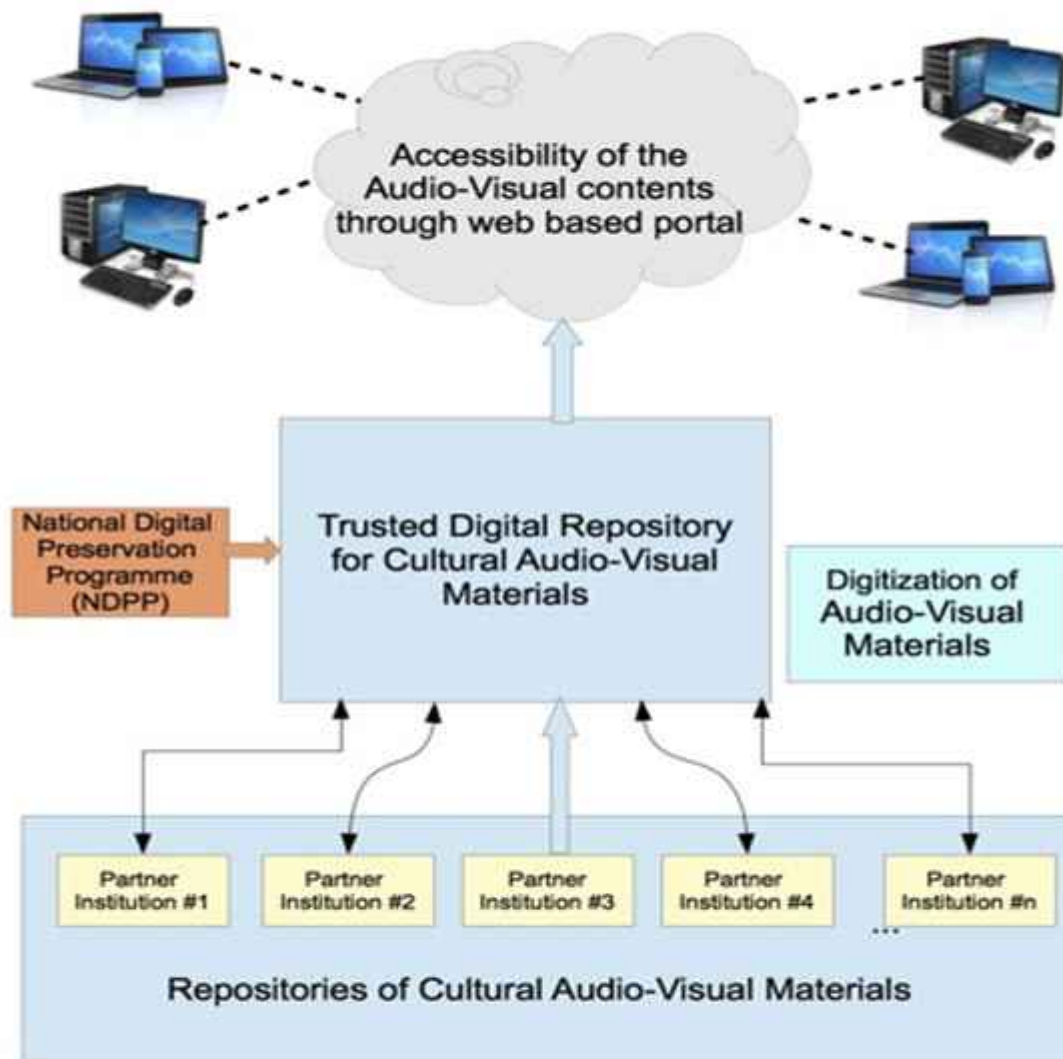 Accessibility of the
Audio-Visual contents
through web based portal
National Digital
Preservation
Programme
(NDPP)
Trusted Digital Repository
for Cultural Audio-Visual
Materials
Digitization of
Audio-Visual
Materials
Partner
Institution #1
Partner
Institution #2
Partner
Institution #3
Partner
Institution #4
...
Partner
Institution #n
Repositories of Cultural Audio-Visual Materials